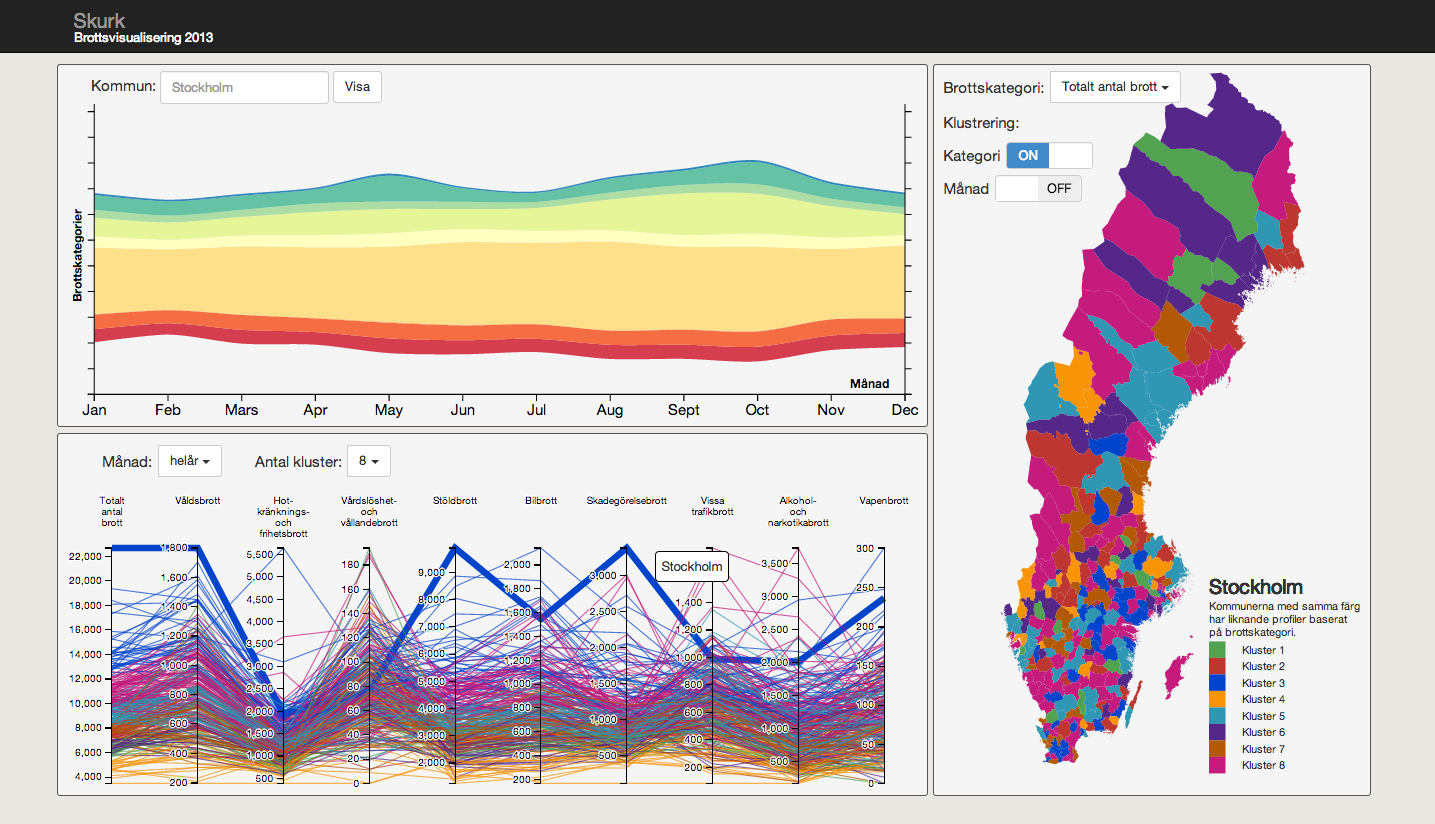 Skurk
Brottsvisualisering 2013
Kommun: Stockholm Visa
Brottskategorier
Månad
Jan Feb Mars Apr May Jun Jul Aug Sept Oct Nov Dec
Månad: helår Antal kluster: 8
Totalt antal brott
Våldsbrott
Hot- kränknings- och frihetsbrott
Vårdslöshet- och vållandebrott
Stöldbrott
Bilbrott
Skadegörelsebrott
Vissa trafikbrott
Alkohol- och narkotikabrott
Vapenbrott
22,000
20,000
18,000
16,000
14,000
12,000
10,000
8,000
6,000
4,000
1,800
1,600
1,400
1,200
1,000
800
600
400
200
5,500
5,000
4,500
4,000
3,500
3,000
2,500
2,000
1,500
1,000
500
180
160
140
120
100
80
60
40
20
0
9,000
8,000
7,000
6,000
5,000
4,000
3,000
2,000
2,000
1,800
1,600
1,400
1,200
1,000
800
600
400
200
3,000
2,500
2,000
1,500
1,000
500
Stockholm
1,400
1,200
1,000
800
600
400
200
3,500
3,000
2,500
2,000
1,500
1,000
500
300
250
200
150
100
50
0
Brottskategori: Totalt antal brott
Klustrering:
Kategori ON
Månad OFF
Stockholm
Kommunerna med samma färg
har liknande profiler baserat
på brottskategori.
Kluster 1
Kluster 2
Kluster 3
Kluster 4
Kluster 5
Kluster 6
Kluster 7
Kluster 8